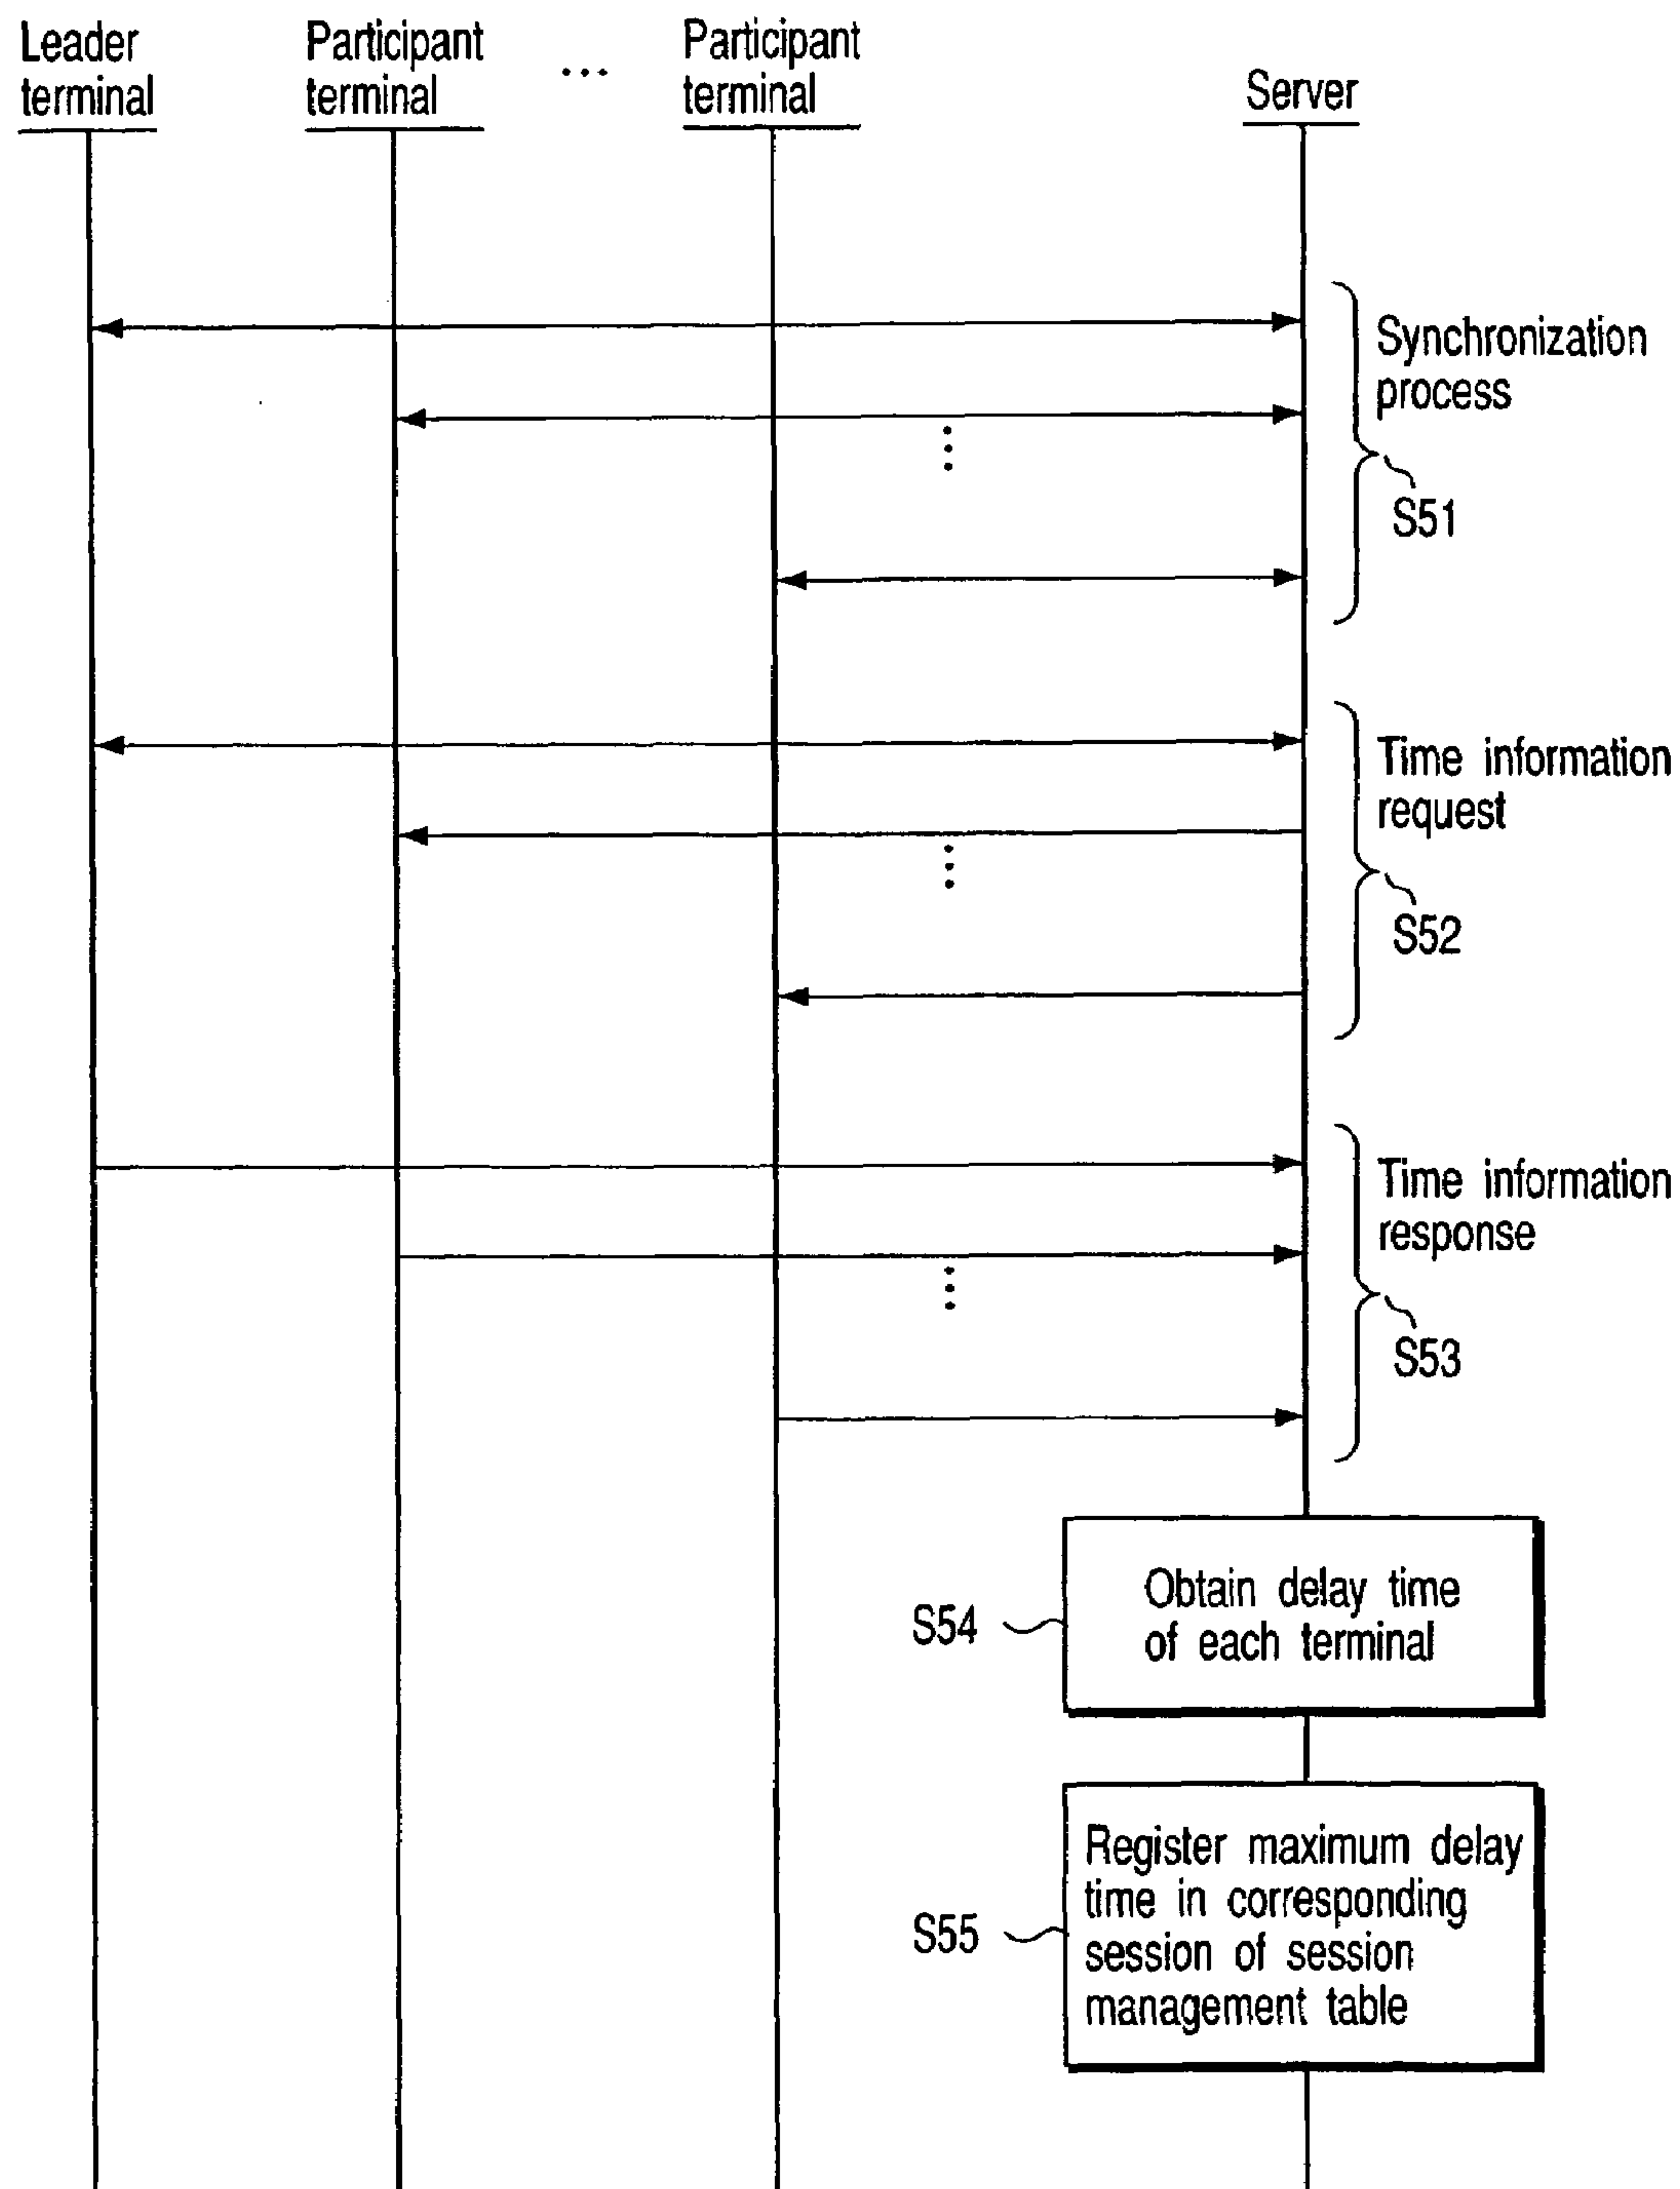 Leader
terminal
Participant
terminal
...
Participant
terminal
Server
Synchronization
process
S51
Time information
request
S52
Time information
response
S53
Obtain delay time
of each terminal
S54
Register maximum delay
time in corresponding
session of session
management table
S55